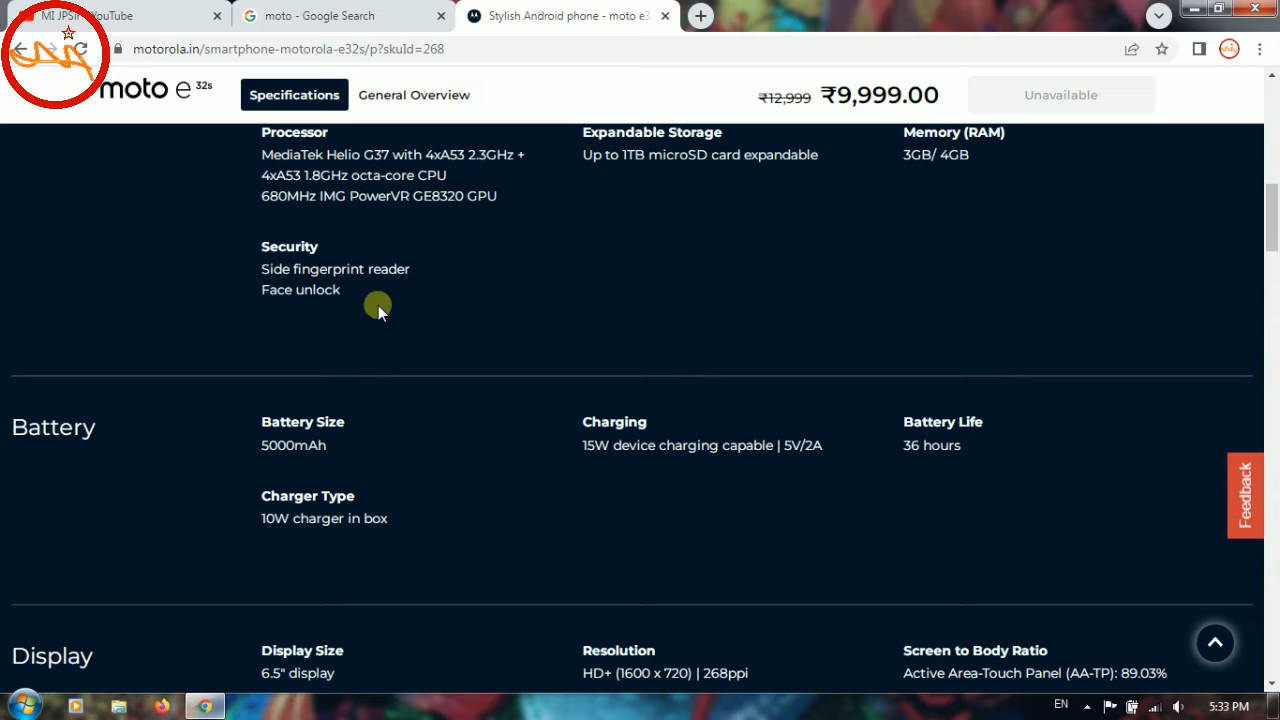 MI JPSir - YouTube
moto - Google Search
Stylish Android phone - moto e3
motorola.in/smartphone-motorola-e32s/p?skuId=268
moto e 32s
Specifications
General Overview
₹12,999
₹9,999.00
Unavailable
Processor
MediaTek Helio G37 with 4xA53 2.3GHz +
4xA53 1.8GHz octa-core CPU
680MHz IMG PowerVR GE8320 GPU
Expandable Storage
Up to 1TB microSD card expandable
Memory (RAM)
3GB/ 4GB
Security
Side fingerprint reader
Face unlock
Battery
Battery Size
5000mAh
Charging
15W device charging capable | 5V/2A
Battery Life
36 hours
Charger Type
10W charger in box
Feedback
Display
Display Size
6.5" display
Resolution
HD+ (1600 x 720) | 268ppi
Screen to Body Ratio
Active Area-Touch Panel (AA-TP): 89.03%
EN
5:33 PM